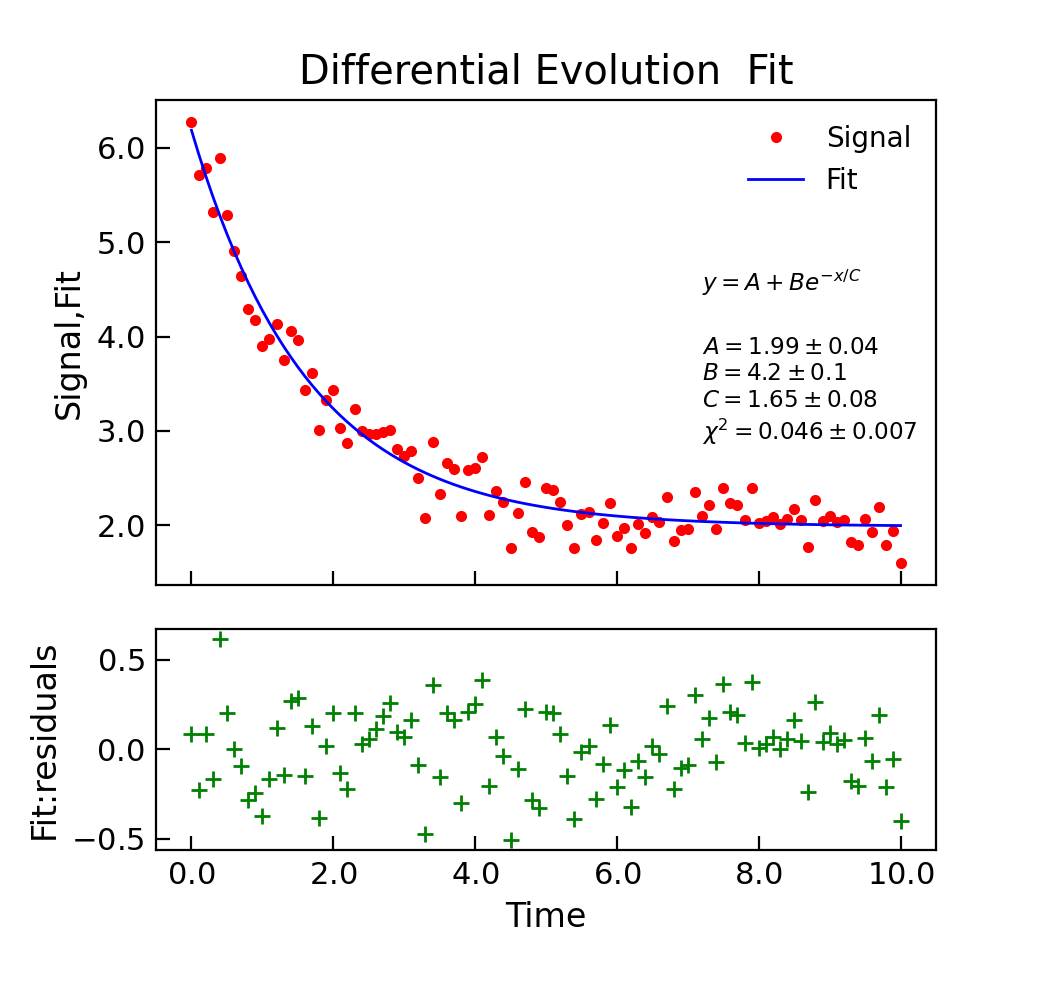 Differential Evolution  Fit
Signal,Fit
6.0
5.0
4.0
3.0
2.0
Signal
Fit
y = A + Be^{−x/C}
A = 1.99 ± 0.04
B = 4.2 ± 0.1
C = 1.65 ± 0.08
χ² = 0.046 ± 0.007
Fit:residuals
0.5
0.0
−0.5
0.0 2.0 4.0 6.0 8.0 10.0
Time